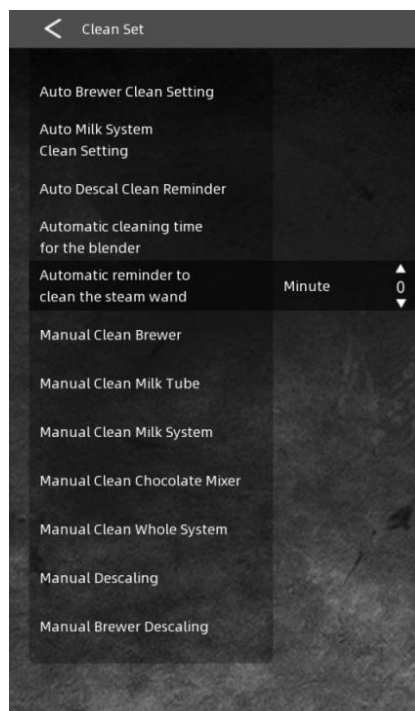 Clean Set
Auto Brewer Clean Setting
Auto Milk System
Clean Setting
Auto Descal Clean Reminder
Automatic cleaning time
for the blender
Automatic reminder to
clean the steam wand
Minute
0
Manual Clean Brewer
Manual Clean Milk Tube
Manual Clean Milk System
Manual Clean Chocolate Mixer
Manual Clean Whole System
Manual Descaling
Manual Brewer Descaling